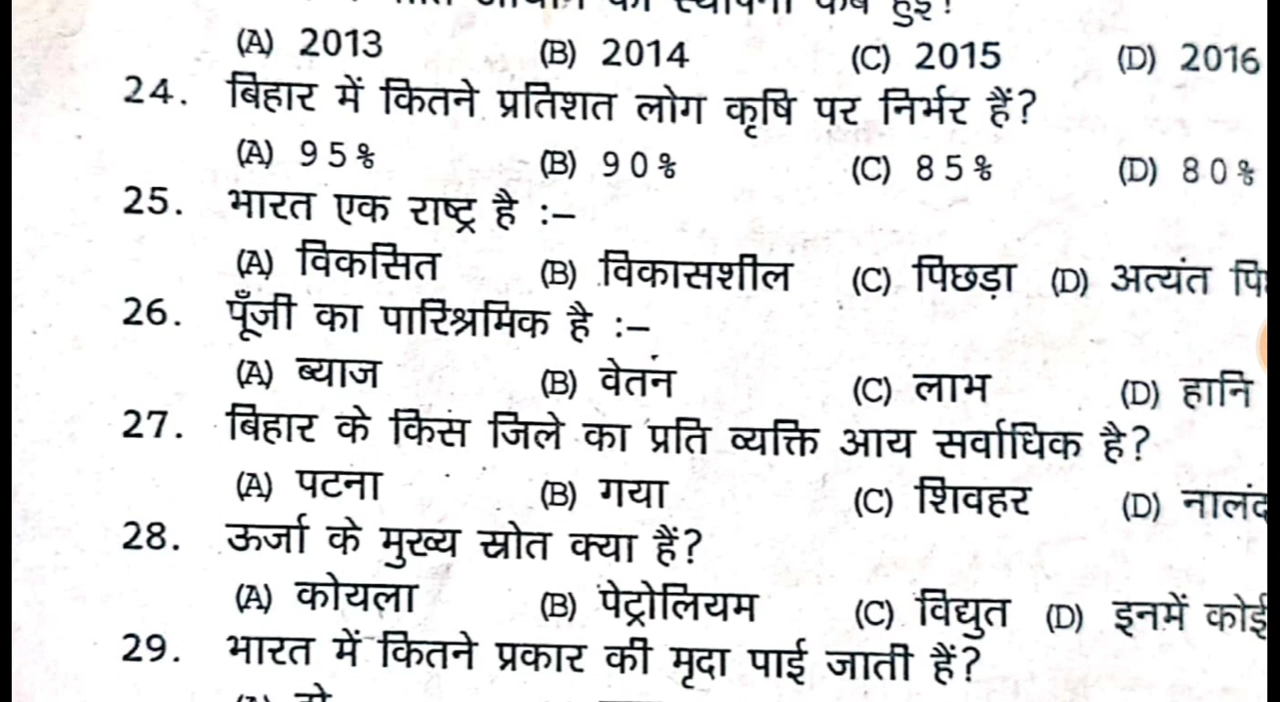 की स्थापना कब हुई?
(A) 2013 (B) 2014 (C) 2015 (D) 2016
24. बिहार में कितने प्रतिशत लोग कृषि पर निर्भर हैं?
(A) 95% (B) 90% (C) 85% (D) 80%
25. भारत एक राष्ट्र है :–
(A) विकसित (B) विकासशील (C) पिछड़ा (D) अत्यंत
26. पूँजी का पारिश्रमिक है :–
(A) ब्याज (B) वेतन (C) लाभ (D) हानि
27. बिहार के किस जिले का प्रति व्यक्ति आय सर्वाधिक है?
(A) पटना (B) गया (C) शिवहर (D)
28. ऊर्जा के मुख्य स्रोत क्या हैं?
(A) कोयला (B) पेट्रोलियम (C) विद्युत (D) इनमें कोई
29. भारत में कितने प्रकार की मृदा पाई जाती हैं?